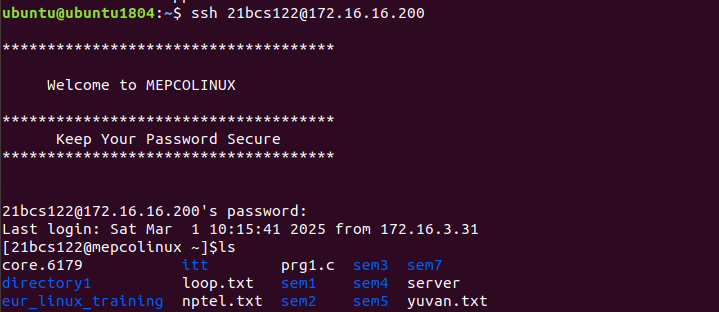 ubuntu@ubuntu1804:~$ ssh 21bcs122@172.16.16.200
*************************************
Welcome to MEPCOLINUX
*************************************
Keep Your Password Secure
*************************************
21bcs122@172.16.16.200's password:
Last login: Sat Mar  1 10:15:41 2025 from 172.16.3.31
[21bcs122@mepcolinux ~]$ls
core.6179 itt prg1.c sem3 sem7
directory1 loop.txt sem1 sem4 server
eur_linux_training nptel.txt sem2 sem5 yuvan.txt